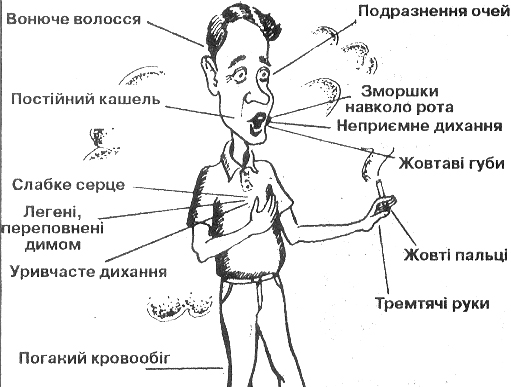 Вонюче волосся
Подразнення очей
Постійний кашель
Зморшки
навколо рота
Неприємне дихання
Жовтаві губи
Слабке серце
Легені,
переповнені
димом
Уривчасте дихання
Жовті пальці
Тремтячі руки
Поганий кровообіг